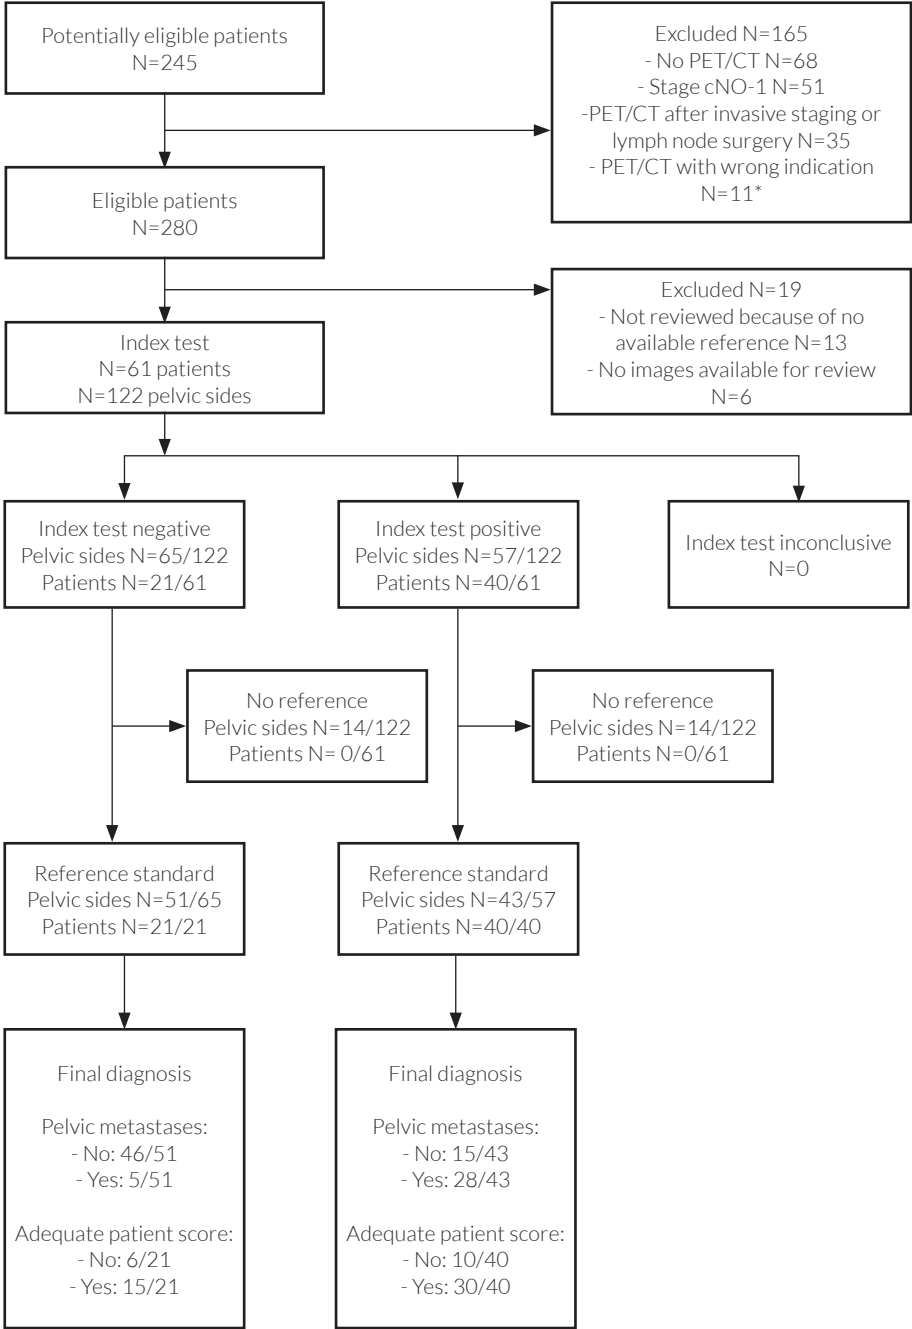 Potentially eligible patients
N=245
Excluded N=165
- No PET/CT N=68
- Stage cNO-1 N=51
-PET/CT after invasive staging or
lymph node surgery N=35
- PET/CT with wrong indication
N=11*
Eligible patients
N=280
Excluded N=19
- Not reviewed because of no
available reference N=13
- No images available for review
N=6
Index test
N=61 patients
N=122 pelvic sides
Index test negative
Pelvic sides N=65/122
Patients N=21/61
Index test positive
Pelvic sides N=57/122
Patients N=40/61
Index test inconclusive
N=0
No reference
Pelvic sides N=14/122
Patients N= 0/61
No reference
Pelvic sides N=14/122
Patients N=0/61
Reference standard
Pelvic sides N=51/65
Patients N=21/21
Reference standard
Pelvic sides N=43/57
Patients N=40/40
Final diagnosis
Pelvic metastases:
- No: 46/51
- Yes: 5/51
Adequate patient score:
- No: 6/21
- Yes: 15/21
Final diagnosis
Pelvic metastases:
- No: 15/43
- Yes: 28/43
Adequate patient score:
- No: 10/40
- Yes: 30/40